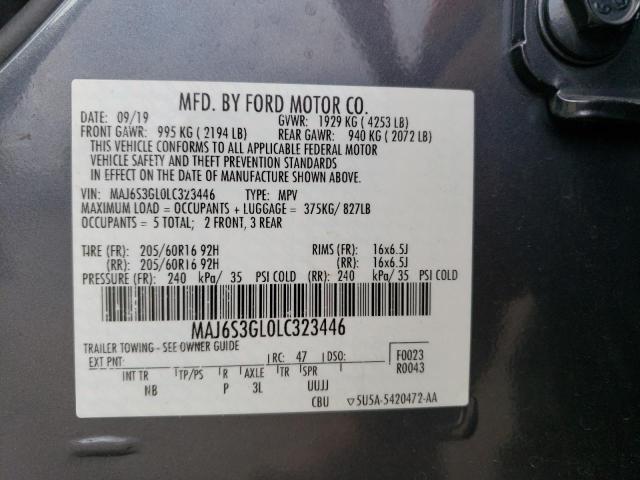 MFD. BY FORD MOTOR CO.
DATE: 09/19 GVWR: 1929 KG ( 4253 LB)
FRONT GAWR: 995 KG ( 2194 LB) REAR GAWR: 940 KG ( 2072 LB)
THIS VEHICLE CONFORMS TO ALL APPLICABLE FEDERAL MOTOR
VEHICLE SAFETY AND THEFT PREVENTION STANDARDS
IN EFFECT ON THE DATE OF MANUFACTURE SHOWN ABOVE.
VIN: MAJ6S3GL0LC323446 TYPE: MPV
MAXIMUM LOAD = OCCUPANTS + LUGGAGE = 375KG/ 827LB
OCCUPANTS = 5 TOTAL; 2 FRONT, 3 REAR
TIRE (FR): 205/60R16 92H RIMS (FR): 16x6.5J
(RR): 205/60R16 92H (RR): 16x6.5J
PRESSURE (FR): 240 kPa/ 35 PSI COLD (RR): 240 kPa/ 35 PSI COLD
MAJ6S3GL0LC323446
TRAILER TOWING - SEE OWNER GUIDE
EXT PNT: RC: 47 DSO: F0023
R0043
INT TR TP/PS R AXLE TR SPR
NB P 3L UUJJ
CBU ▽5U5A-5420472-AA